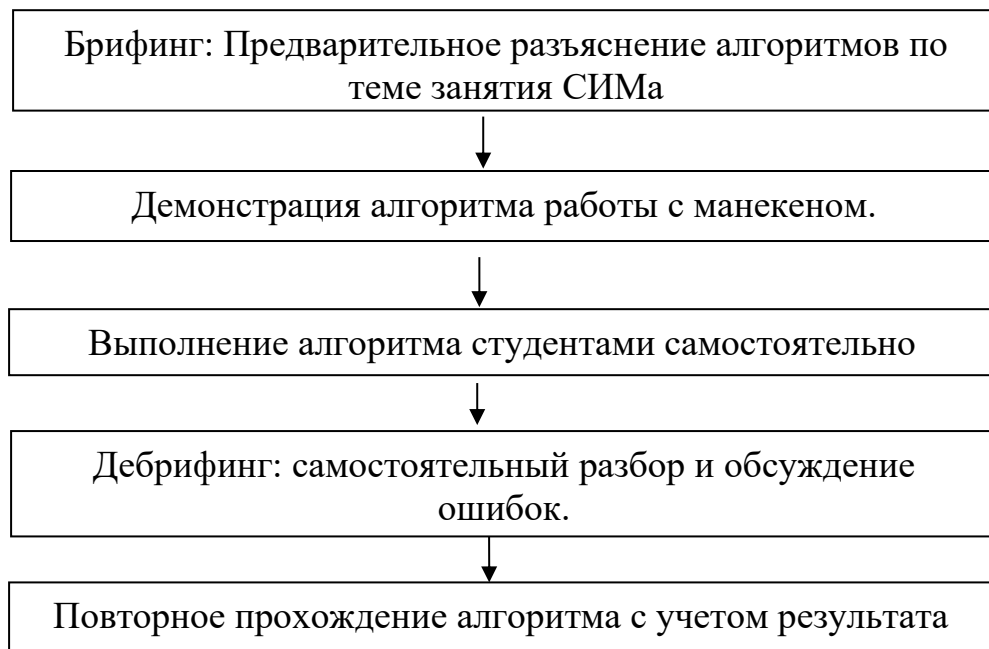 Брифинг: Предварительное разъяснение алгоритмов по
теме занятия СИМа
Демонстрация алгоритма работы с манекеном.
Выполнение алгоритма студентами самостоятельно
Дебрифинг: самостоятельный разбор и обсуждение
ошибок.
Повторное прохождение алгоритма с учетом результата